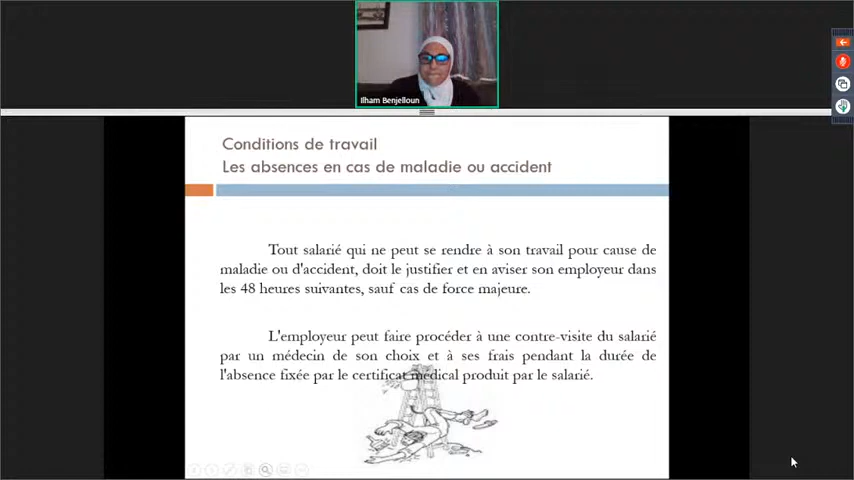 Ilham Benjelloun
Conditions de travail
Les absences en cas de maladie ou accident
Tout salarié qui ne peut se rendre à son travail pour cause de
maladie ou d'accident, doit le justifier et en aviser son employeur dans
les 48 heures suivantes, sauf cas de force majeure.
L'employeur peut faire procéder à une contre-visite du salarié
par un médecin de son choix et à ses frais pendant la durée de
l'absence fixée par le certificat médical produit par le salarié.